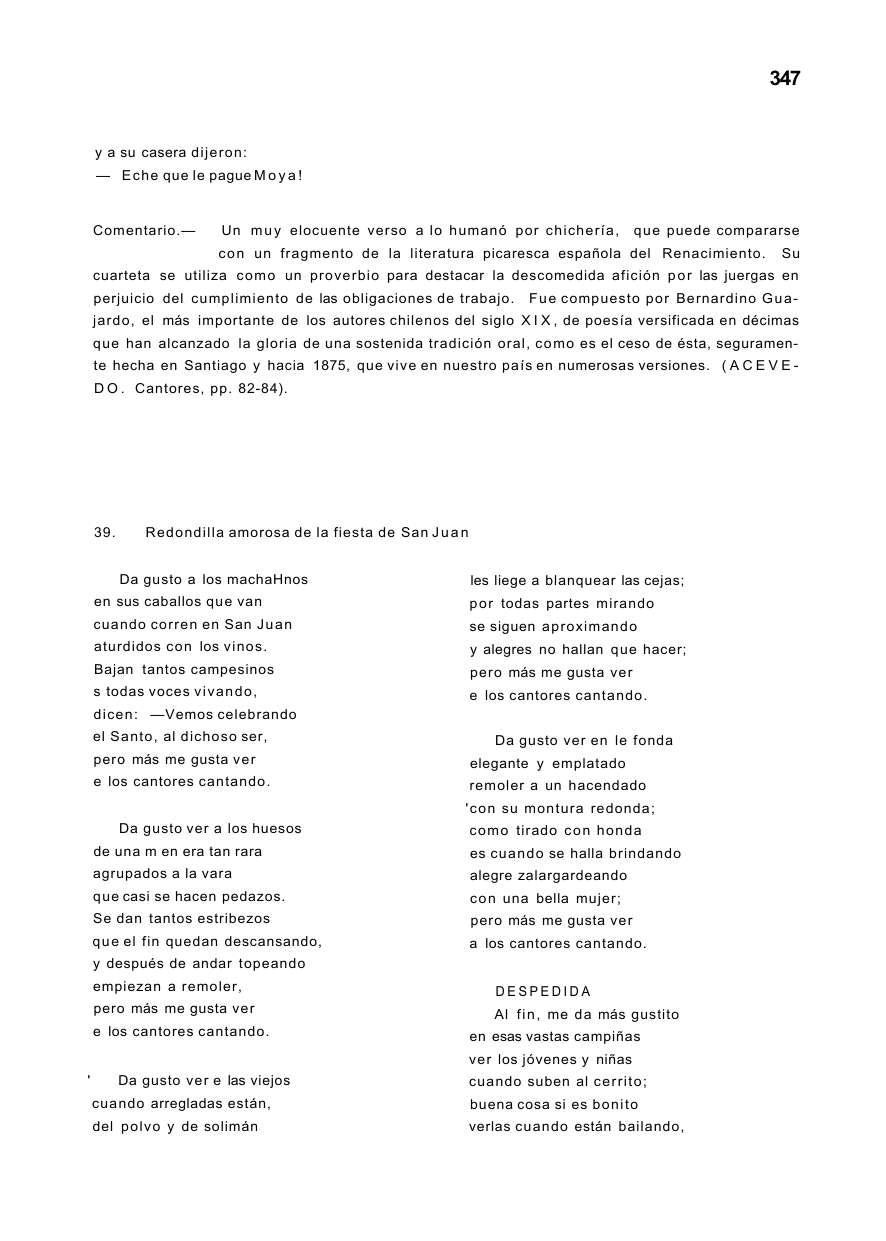 347
y a su casera dijeron:
— Eche que le pague Moya!
Comentario.— Un muy elocuente verso a lo humanó por chichería, que puede compararse
con un fragmento de la literatura picaresca española del Renacimiento. Su
cuarteta se utiliza como un proverbio para destacar la descomedida afición por las juergas en
perjuicio del cumplimiento de las obligaciones de trabajo. Fue compuesto por Bernardino Gua-
jardo, el más importante de los autores chilenos del siglo XIX, de poesía versificada en décimas
que han alcanzado la gloria de una sostenida tradición oral, como es el ceso de ésta, seguramen-
te hecha en Santiago y hacia 1875, que vive en nuestro país en numerosas versiones. (ACEVE-
DO. Cantores, pp. 82-84).
39. Redondilla amorosa de la fiesta de San Juan
Da gusto a los machaHnos
en sus caballos que van
cuando corren en San Juan
aturdidos con los vinos.
Bajan tantos campesinos
s todas voces vivando,
dicen: —Vemos celebrando
el Santo, al dichoso ser,
pero más me gusta ver
e los cantores cantando.
Da gusto ver a los huesos
de una m en era tan rara
agrupados a la vara
que casi se hacen pedazos.
Se dan tantos estribezos
que el fin quedan descansando,
y después de andar topeando
empiezan a remoler,
pero más me gusta ver
e los cantores cantando.
' Da gusto ver e las viejos
cuando arregladas están,
del polvo y de solimán
les liege a blanquear las cejas;
por todas partes mirando
se siguen aproximando
y alegres no hallan que hacer;
pero más me gusta ver
e los cantores cantando.
Da gusto ver en le fonda
elegante y emplatado
remoler a un hacendado
'con su montura redonda;
como tirado con honda
es cuando se halla brindando
alegre zalargardeando
con una bella mujer;
pero más me gusta ver
a los cantores cantando.
DESPEDIDA
Al fin, me da más gustito
en esas vastas campiñas
ver los jóvenes y niñas
cuando suben al cerrito;
buena cosa si es bonito
verlas cuando están bailando,